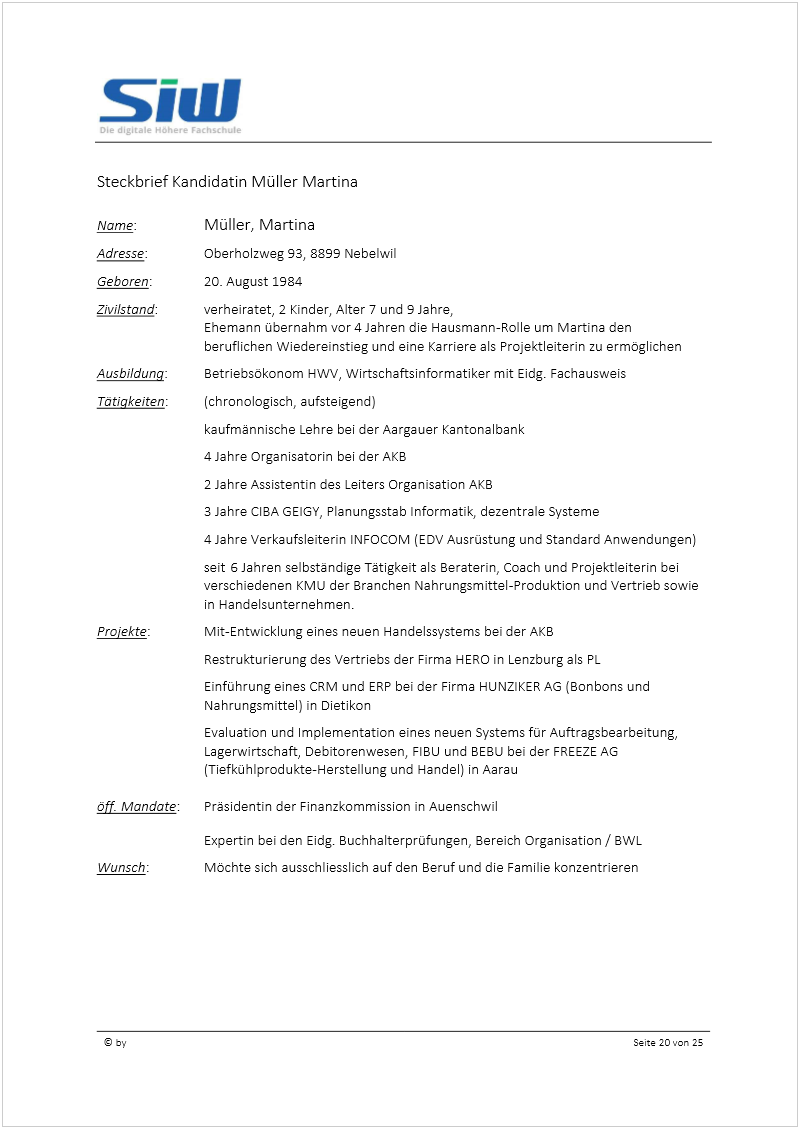 Siw
Die digitale Höhere Fachschule
Steckbrief Kandidatin Müller Martina
Name: Müller, Martina
Adresse: Oberholzweg 93, 8899 Nebelwil
Geboren: 20. August 1984
Zivilstand: verheiratet, 2 Kinder, Alter 7 und 9 Jahre,
Ehemann übernahm vor 4 Jahren die Hausmann-Rolle um Martina den
beruflichen Wiedereinstieg und eine Karriere als Projektleiterin zu ermöglichen
Ausbildung: Betriebsökonom HWV, Wirtschaftsinformatiker mit Eidg. Fachausweis
Tätigkeiten: (chronologisch, aufsteigend)
kaufmännische Lehre bei der Aargauer Kantonalbank
4 Jahre Organisatorin bei der AKB
2 Jahre Assistentin des Leiters Organisation AKB
3 Jahre CIBA GEIGY, Planungsstab Informatik, dezentrale Systeme
4 Jahre Verkaufsleiterin INFOCOM (EDV Ausrüstung und Standard Anwendungen)
seit 6 Jahren selbständige Tätigkeit als Beraterin, Coach und Projektleiterin bei
verschiedenen KMU der Branchen Nahrungsmittel-Produktion und Vertrieb sowie
in Handelsunternehmen.
Projekte: Mit-Entwicklung eines neuen Handelssystems bei der AKB
Restrukturierung des Vertriebs der Firma HERO in Lenzburg als PL
Einführung eines CRM und ERP bei der Firma HUNZIKER AG (Bonbons und
Nahrungsmittel) in Dietikon
Evaluation und Implementation eines neuen Systems für Auftragsbearbeitung,
Lagerwirtschaft, Debitorenwesen, FIBU und BEBU bei der FREEZE AG
(Tiefkühlprodukte-Herstellung und Handel) in Aarau
öff. Mandate: Präsidentin der Finanzkommission in Auenschwil
Expertin bei den Eidg. Buchhalterprüfungen, Bereich Organisation / BWL
Wunsch: Möchte sich ausschliesslich auf den Beruf und die Familie konzentrieren
© by Seite 20 von 25